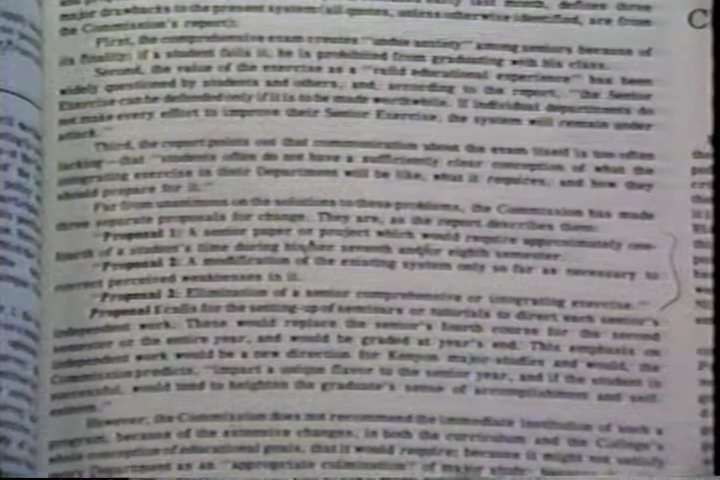 major drawbacks to the present system (all quotes, unless otherwise identified, are from
the Commission's report):
First, the comprehensive exam creates "undue anxiety" among seniors because of
its finality; if a student fails it, he is prohibited from graduating with his class.
Second, the value of the exercise as a "valid educational experience" has been
widely questioned by students and others, and, according to the report, "the Senior
Exercise can be defended only if it is to be made worthwhile. If individual departments do
not make every effort to improve their Senior Exercise, the system will remain under
attack."
Third, the report points out that communication about the exam itself is too often
lacking—that "students often do not have a sufficiently clear conception of what the
integrating exercise in their Department will be like, what it requires, and how they
should prepare for it."
Far from unanimous on the solutions to these problems, the Commission has made
three separate proposals for change. They are, as the report describes them:
"Proposal 1: A senior paper or project which would require approximately one-
fourth of a student's time during his/her seventh and/or eighth semester.
"Proposal 2: A modification of the existing system only so far as necessary to
correct perceived weaknesses in it.
"Proposal 3: Elimination of a senior comprehensive or integrating exercise."
Proposal 1 calls for the setting-up of seminars or tutorials to direct each senior's
independent work. These would replace the senior's fourth course for the second
semester or the entire year, and would be graded at year's end. This emphasis on
independent work would be a new direction for Kenyon major studies and would, the
Commission predicts, "impart a unique flavor to the senior year, and if the student is
successful, would tend to heighten the graduate's sense of accomplishment and self-
esteem."
However, the Commission does not recommend the immediate institution of such a
program, because of the extensive changes, in both the curriculum and the College's
whole conception of educational goals, that it would require; because it might not satisfy
Department as an "appropriate culmination" of major study;